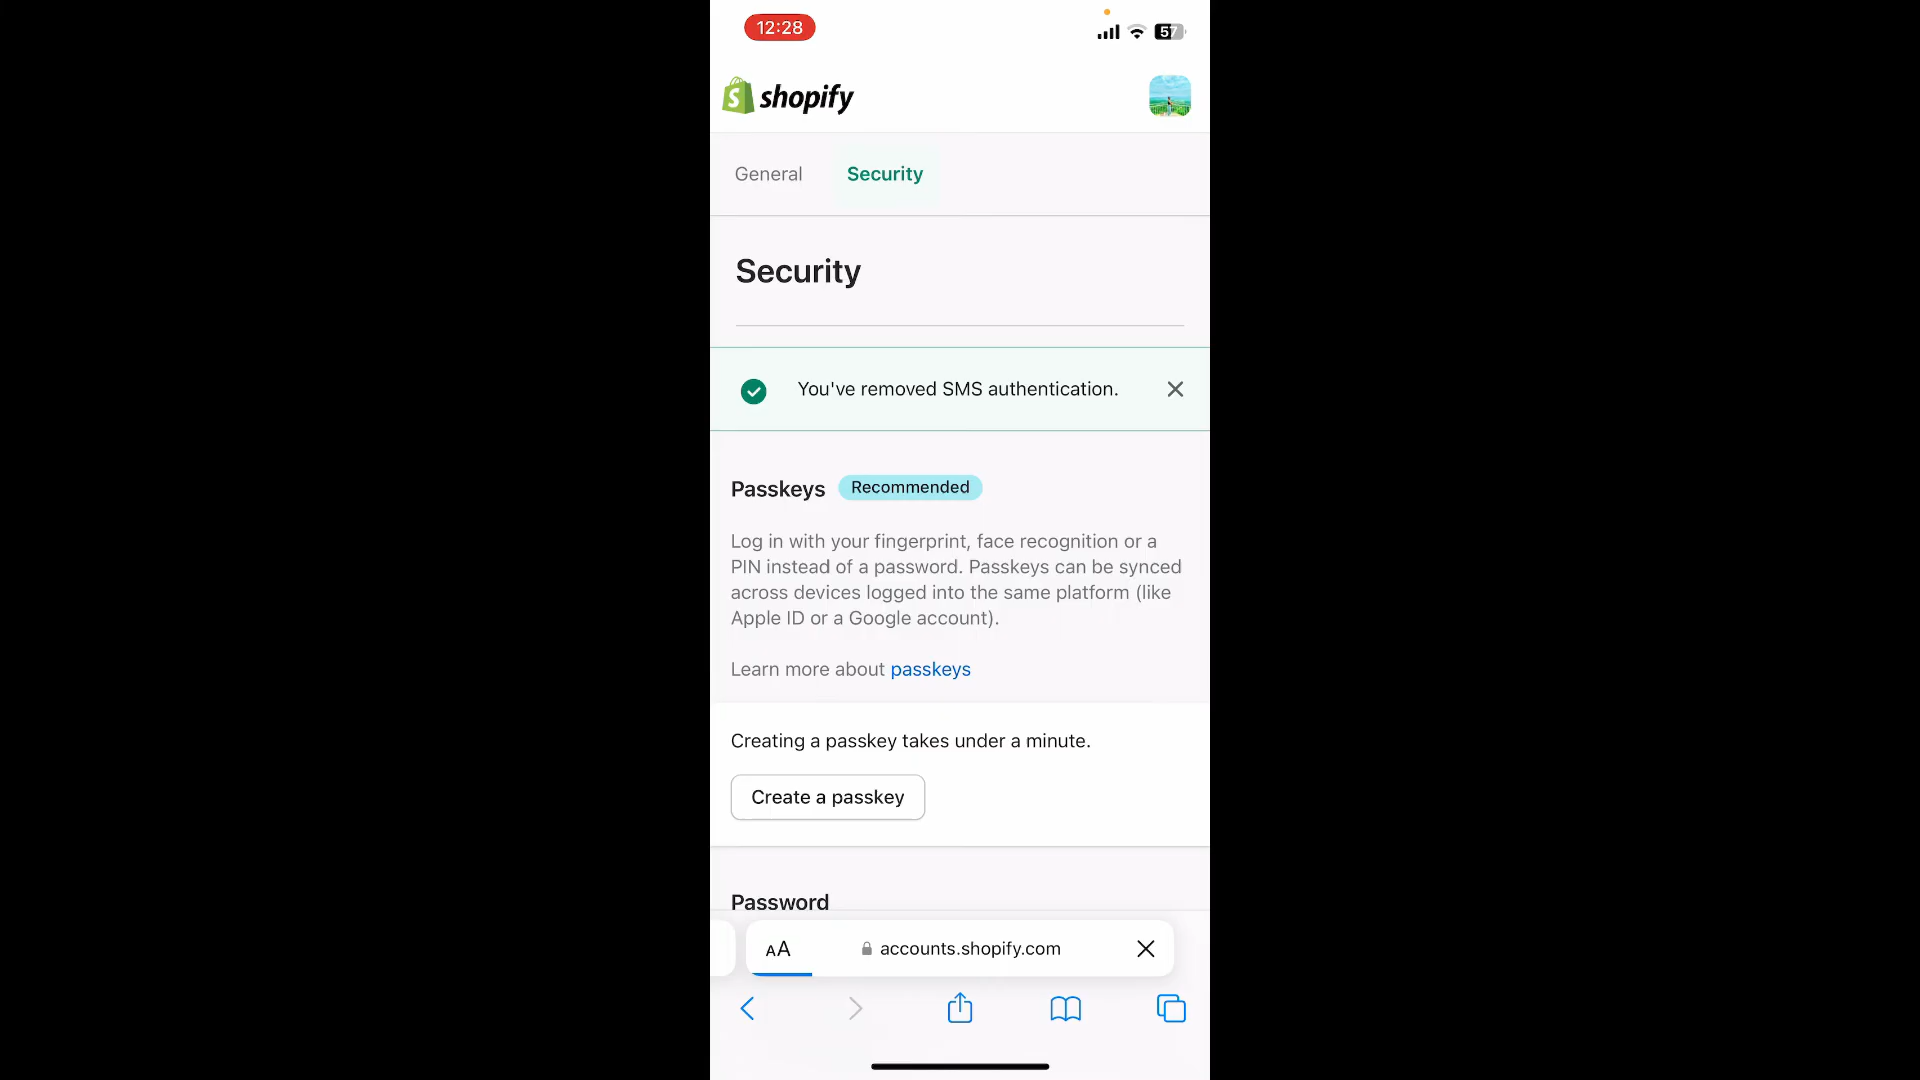 12:28
57
shopify
General Security
Security
You've removed SMS authentication.
Passkeys Recommended
Log in with your fingerprint, face recognition or a
PIN instead of a password. Passkeys can be synced
across devices logged into the same platform (like
Apple ID or a Google account).
Learn more about passkeys
Creating a passkey takes under a minute.
Create a passkey
Password
AA accounts.shopify.com